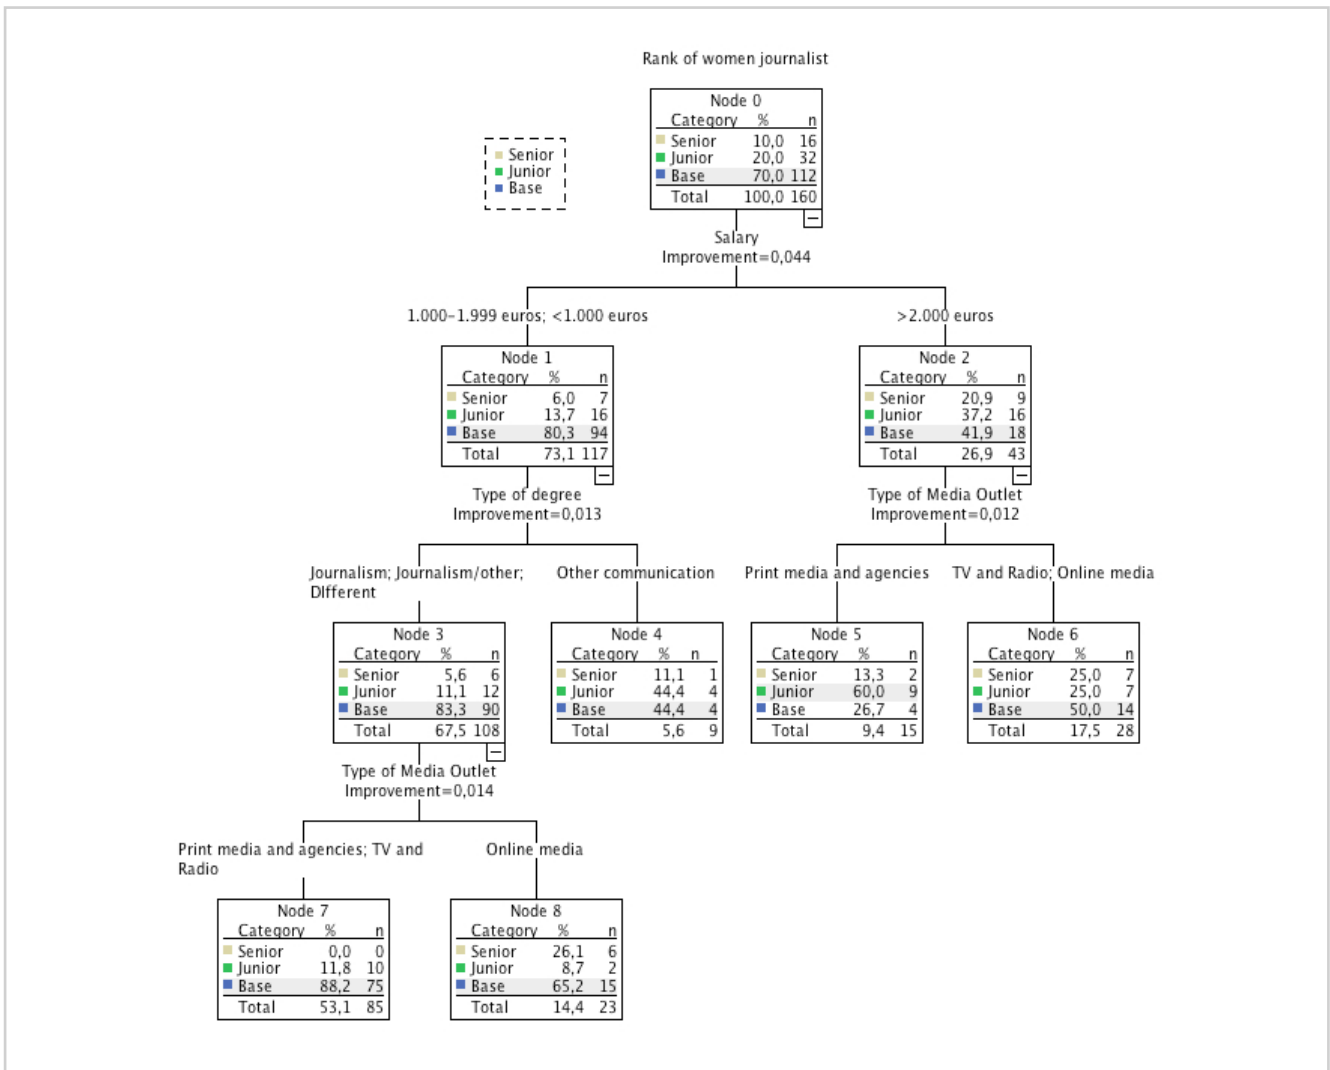 Rank of women journalist
Node 0
Category % n
Senior 10,0 16
Junior 20,0 32
Base 70,0 112
Total 100,0 160
Senior
Junior
Base
Salary
Improvement=0,044
1.000-1.999 euros; <1.000 euros
>2.000 euros
Node 1
Category % n
Senior 6,0 7
Junior 13,7 16
Base 80,3 94
Total 73,1 117
Node 2
Category % n
Senior 20,9 9
Junior 37,2 16
Base 41,9 18
Total 26,9 43
Type of degree
Improvement=0,013
Type of Media Outlet
Improvement=0,012
Journalism; Journalism/other;
DIfferent
Other communication
Print media and agencies
TV and Radio; Online media
Node 3
Category % n
Senior 5,6 6
Junior 11,1 12
Base 83,3 90
Total 67,5 108
Node 4
Category % n
Senior 11,1 1
Junior 44,4 4
Base 44,4 4
Total 5,6 9
Node 5
Category % n
Senior 13,3 2
Junior 60,0 9
Base 26,7 4
Total 9,4 15
Node 6
Category % n
Senior 25,0 7
Junior 25,0 7
Base 50,0 14
Total 17,5 28
Type of Media Outlet
Improvement=0,014
Print media and agencies; TV and
Radio
Online media
Node 7
Category % n
Senior 0,0 0
Junior 11,8 10
Base 88,2 75
Total 53,1 85
Node 8
Category % n
Senior 26,1 6
Junior 8,7 2
Base 65,2 15
Total 14,4 23